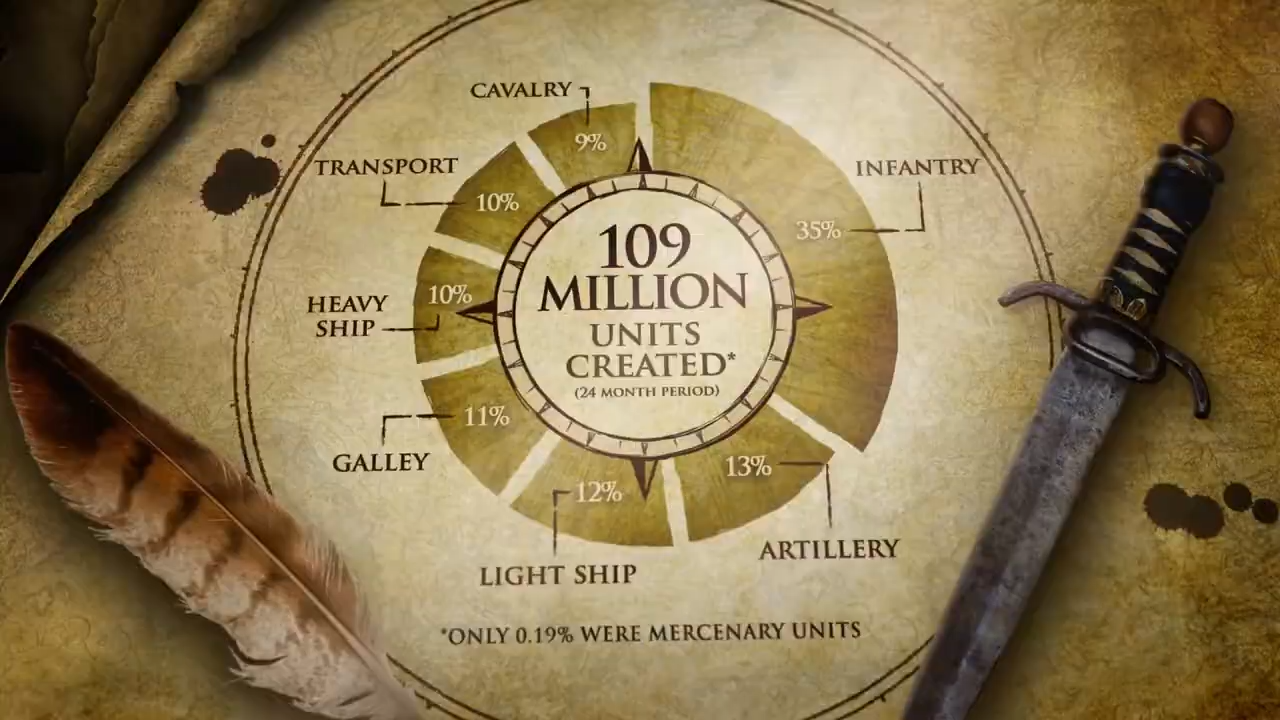 CAVALRY
9%
TRANSPORT
10%
INFANTRY
35%
109
MILLION
UNITS
CREATED*
(24 MONTH PERIOD)
HEAVY
SHIP
10%
GALLEY
11%
LIGHT SHIP
12%
ARTILLERY
13%
*ONLY 0.19% WERE MERCENARY UNITS